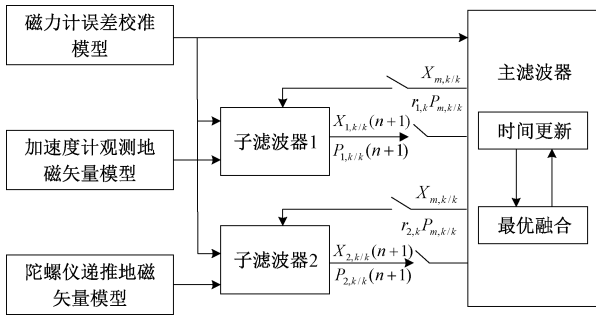 磁力计误差校准
模型
加速度计观测地
磁矢量模型
陀螺仪递推地磁
矢量模型
子滤波器1
子滤波器2
X_{m,k/k}
r_{1,k}P_{m,k/k}
X_{1,k/k}(n+1)
P_{1,k/k}(n+1)
X_{m,k/k}
r_{2,k}P_{m,k/k}
X_{2,k/k}(n+1)
P_{2,k/k}(n+1)
主滤波器
时间更新
最优融合